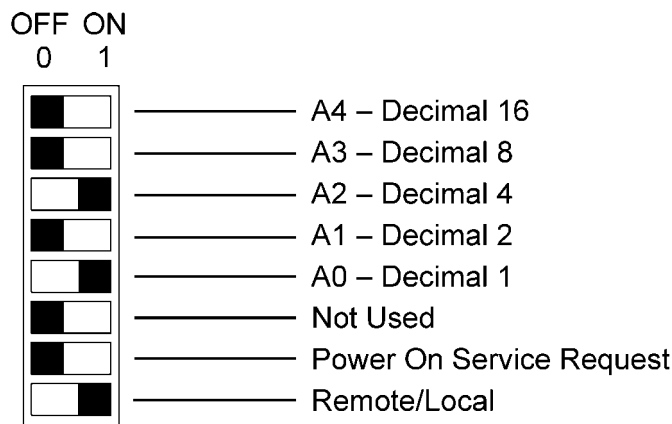 OFF ON
0 1
A4 – Decimal 16
A3 – Decimal 8
A2 – Decimal 4
A1 – Decimal 2
A0 – Decimal 1
Not Used
Power On Service Request
Remote/Local